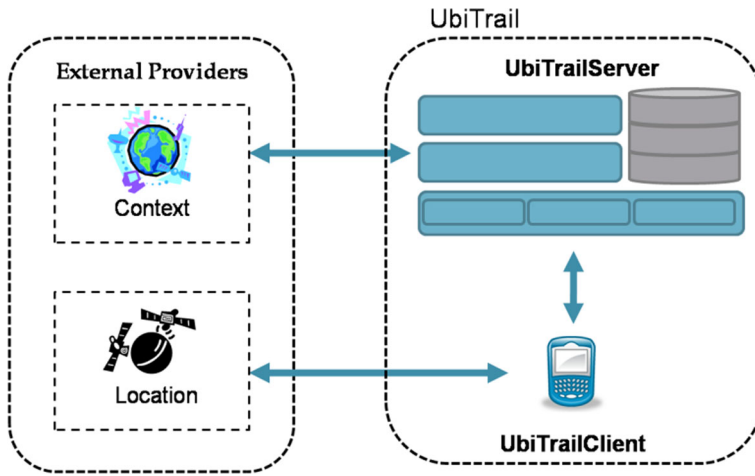 UbiTrail
External Providers
UbiTrailServer
Context
Location
UbiTrailClient